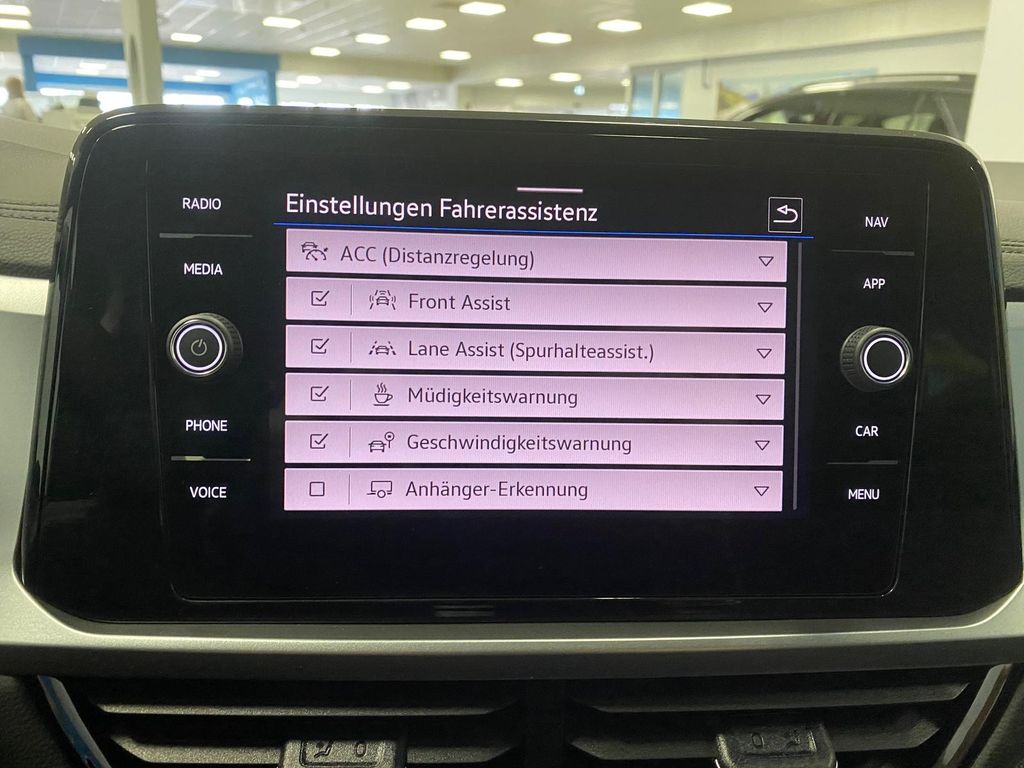 RADIO
MEDIA
PHONE
VOICE
Einstellungen Fahrerassistenz
ACC (Distanzregelung)
Front Assist
Lane Assist (Spurhalteassist.)
Müdigkeitswarnung
Geschwindigkeitswarnung
Anhänger-Erkennung
NAV
APP
CAR
MENU